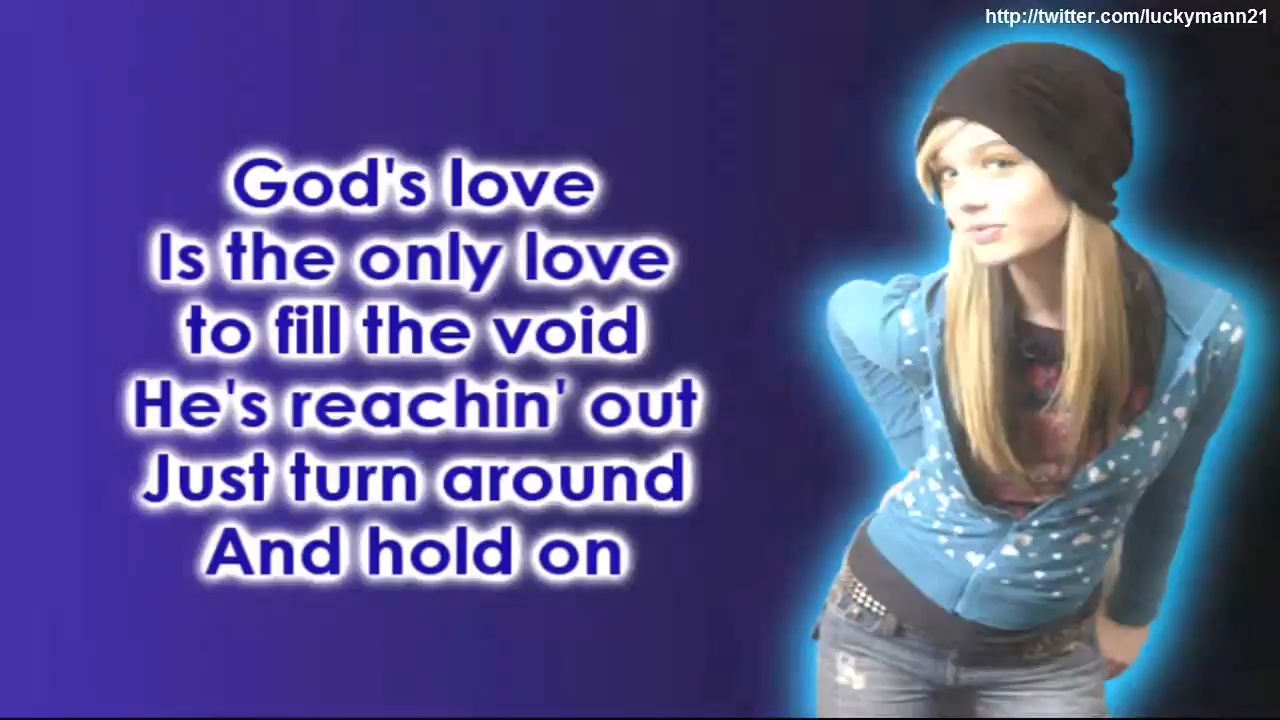 http://twitter.com/luckymann21
God's love
Is the only love
to fill the void
He's reachin' out
Just turn around
And hold on